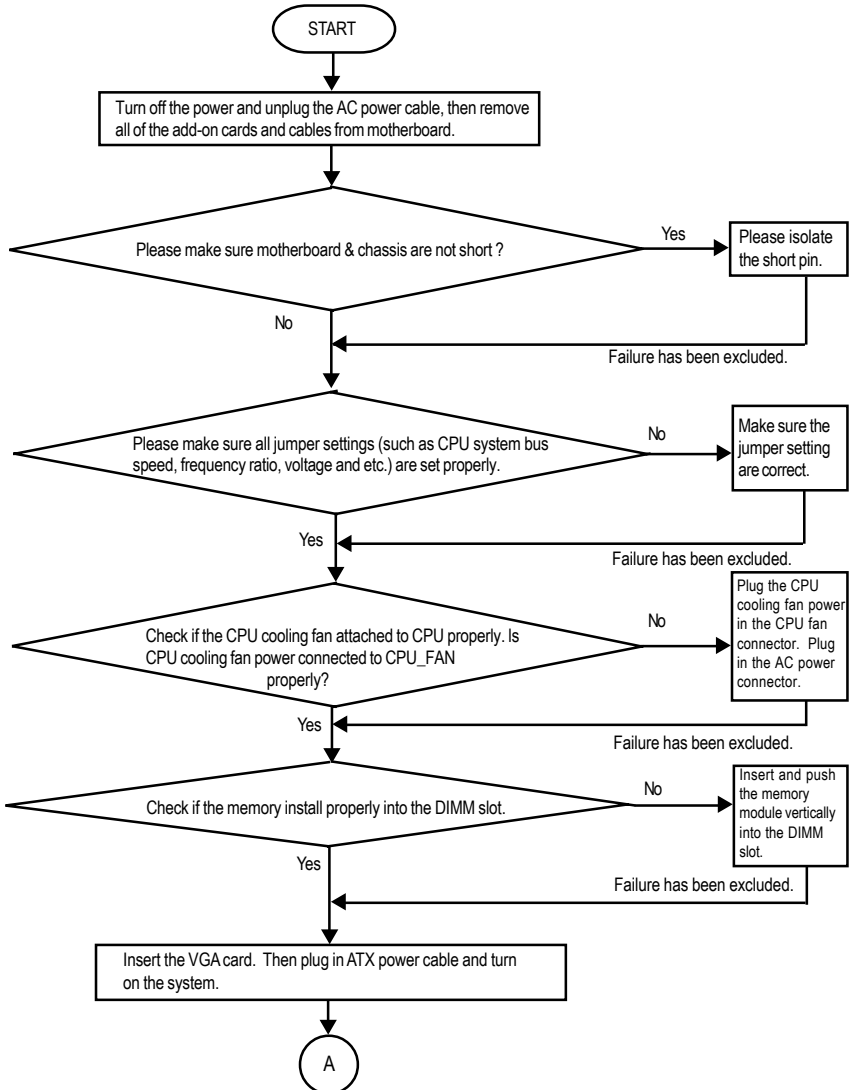 START
Turn off the power and unplug the AC power cable, then remove
all of the add-on cards and cables from motherboard.
Please make sure motherboard & chassis are not short ?
Yes
Please isolate
the short pin.
No
Failure has been excluded.
Please make sure all jumper settings (such as CPU system bus
speed, frequency ratio, voltage and etc.) are set properly.
No
Make sure the
jumper setting
are correct.
Yes
Failure has been excluded.
Check if the CPU cooling fan attached to CPU properly. Is
CPU cooling fan power connected to CPU_FAN
properly?
No
Plug the CPU
cooling fan power
in the CPU fan
connector. Plug
in the AC power
connector.
Yes
Failure has been excluded.
Check if the memory install properly into the DIMM slot.
No
Insert and push
the memory
module vertically
into the DIMM
slot.
Yes
Failure has been excluded.
Insert the VGA card. Then plug in ATX power cable and turn
on the system.
A